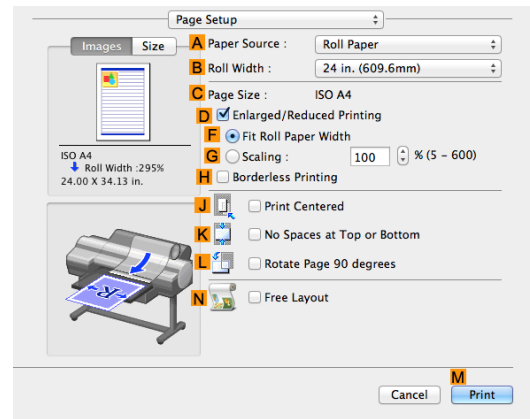 Page Setup
Images Size
A Paper Source : Roll Paper
B Roll Width : 24 in. (609.6mm)
C Page Size : ISO A4
D Enlarged/Reduced Printing
F Fit Roll Paper Width
G Scaling : 100 % (5 - 600)
H Borderless Printing
ISO A4
Roll Width :295%
24.00 X 34.13 in.
J Print Centered
K No Spaces at Top or Bottom
L Rotate Page 90 degrees
N Free Layout
R
M
Cancel Print